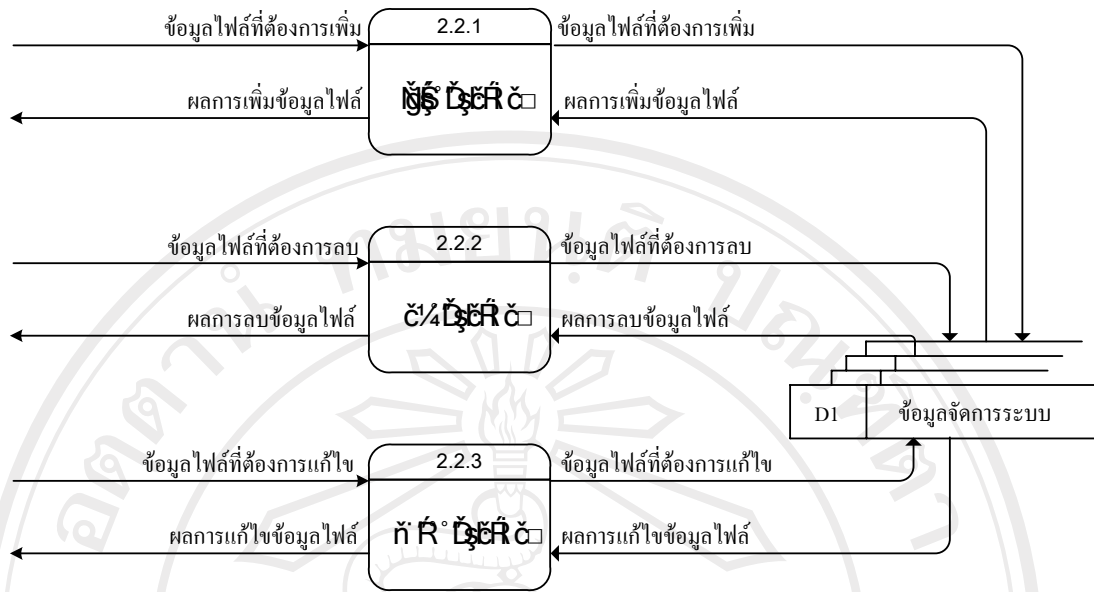 ข้อมูลไฟล์ที่ต้องการเพิ่ม
2.2.1
ข้อมูลไฟล์ที่ต้องการเพิ่ม
ผลการเพิ่มข้อมูลไฟล์
ผลการเพิ่มข้อมูลไฟล์
ข้อมูลไฟล์ที่ต้องการลบ
2.2.2
ข้อมูลไฟล์ที่ต้องการลบ
ผลการลบข้อมูลไฟล์
ผลการลบข้อมูลไฟล์
D1
ข้อมูลจัดการระบบ
ข้อมูลไฟล์ที่ต้องการแก้ไข
2.2.3
ข้อมูลไฟล์ที่ต้องการแก้ไข
ผลการแก้ไขข้อมูลไฟล์
ผลการแก้ไขข้อมูลไฟล์